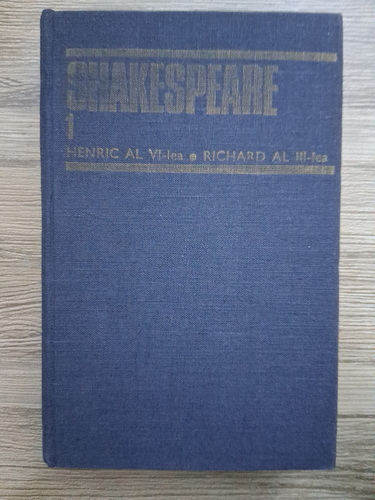 SHAKESPEARE
1
HENRIC AL VI-lea • RICHARD AL III-lea